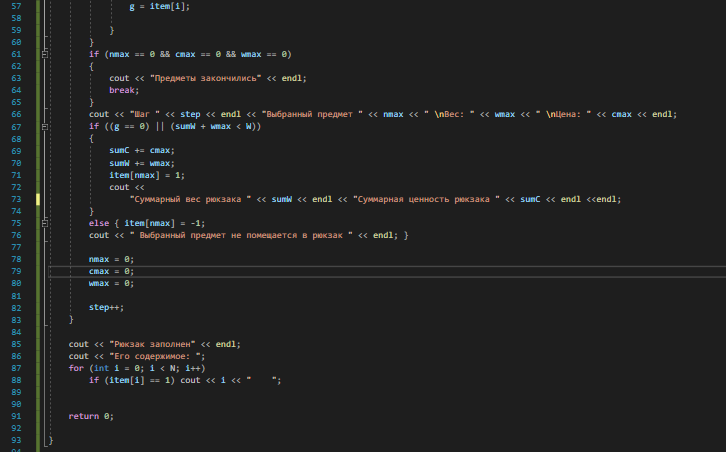 57 g = item[i];
58
59 }
60 }
61 if (nmax == 0 && cmax == 0 && wmax == 0)
62 {
63 cout << "Предметы закончились" << endl;
64 break;
65 }
66 cout << "Шаг " << step << endl << "Выбранный предмет " << nmax << " \nВес: " << wmax << " \nЦена: " << cmax << endl;
67 if ((g == 0) || (sumW + wmax < W))
68 {
69 sumC += cmax;
70 sumW += wmax;
71 item[nmax] = 1;
72 cout <<
73 "Суммарный вес рюкзака " << sumW << endl << "Суммарная ценность рюкзака " << sumC << endl <<endl;
74 }
75 else { item[nmax] = -1;
76 cout << " Выбранный предмет не помещается в рюкзак " << endl; }
77
78 nmax = 0;
79 cmax = 0;
80 wmax = 0;
81
82 step++;
83 }
84
85 cout << "Рюкзак заполнен" << endl;
86 cout << "Его содержимое: ";
87 for (int i = 0; i < N; i++)
88 if (item[i] == 1) cout << i << "    ";
89
90
91 return 0;
92
93 }